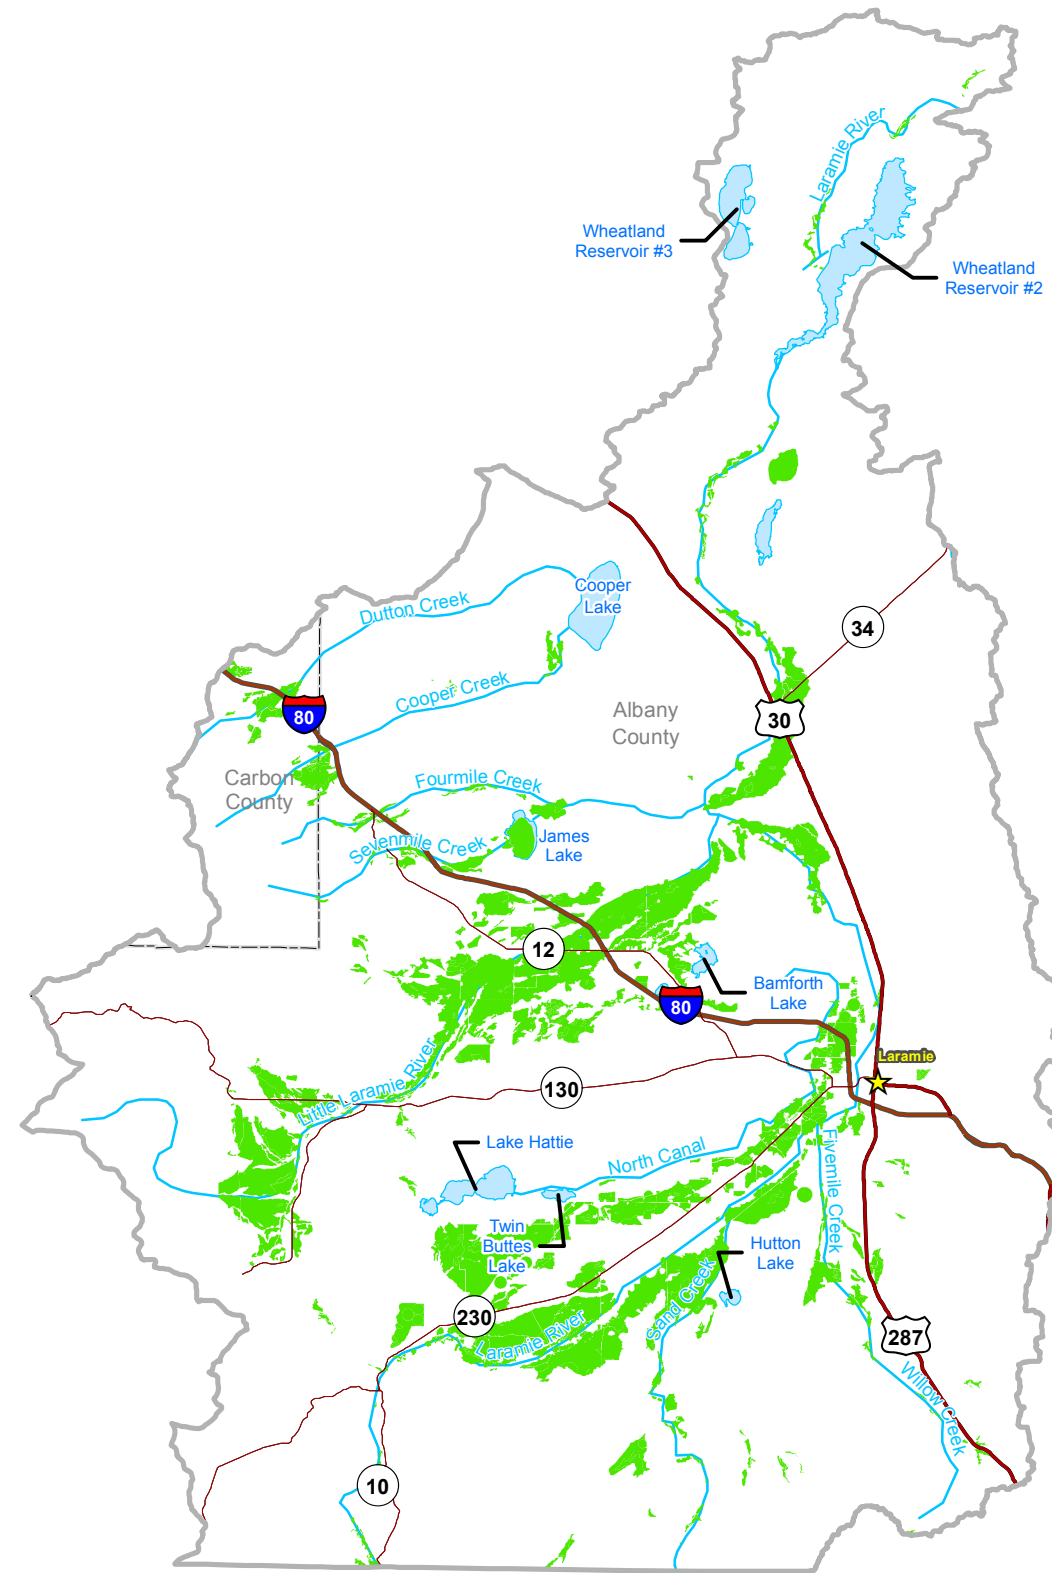 Laramie River
Wheatland
Reservoir #3
Wheatland
Reservoir #2
Cooper
Lake
Dutton Creek
34
Cooper Creek
80
Albany
County
30
Carbon
County
Fourmile Creek
Sevenmile Creek
James
Lake
12
Bamforth
Lake
80
Laramie
Little Laramie River
130
Lake Hattie
North Canal
Fivemile Creek
Twin
Buttes
Lake
Hutton
Lake
Sand Creek
230
Laramie River
287
Willow Creek
10